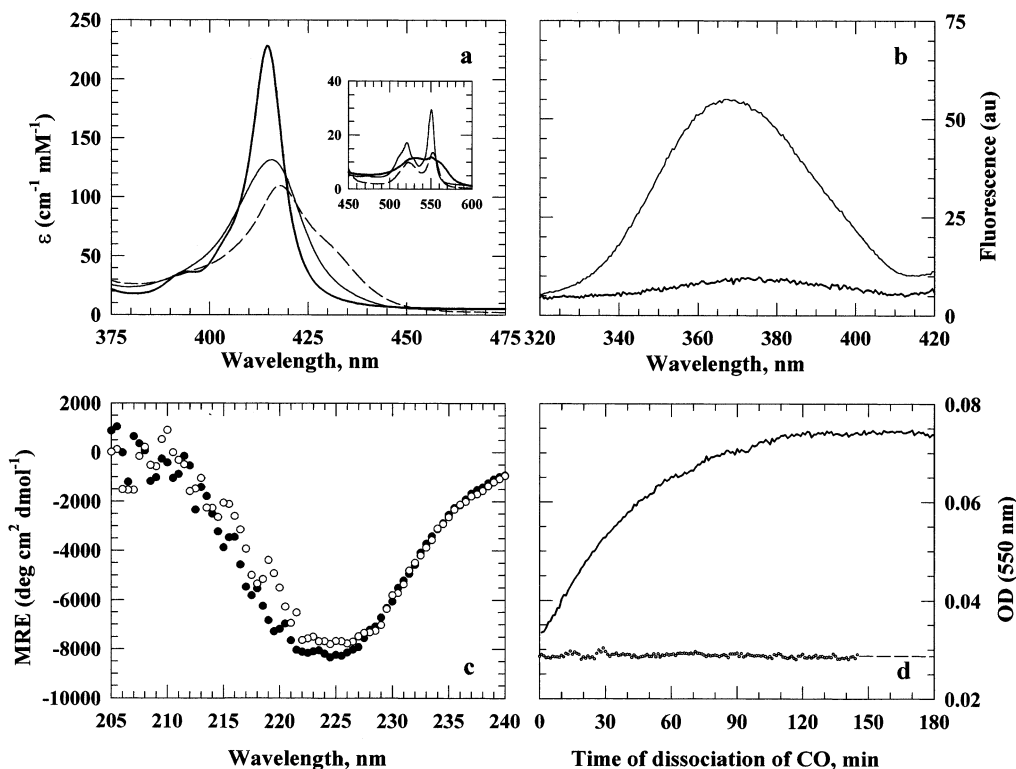 250
200
150
100
50
0
ε (cm⁻¹ mM⁻¹)
a
40
20
0
450 500 550 600
375 400 425 450 475
Wavelength, nm
b
75
50
25
0
Fluorescence (au)
320 340 360 380 400 420
Wavelength, nm
2000
0
-2000
-4000
-6000
-8000
-10000
MRE (deg cm² dmol⁻¹)
c
205 210 215 220 225 230 235 240
Wavelength, nm
0.08
0.06
0.04
0.02
OD (550 nm)
d
0 30 60 90 120 150 180
Time of dissociation of CO, min